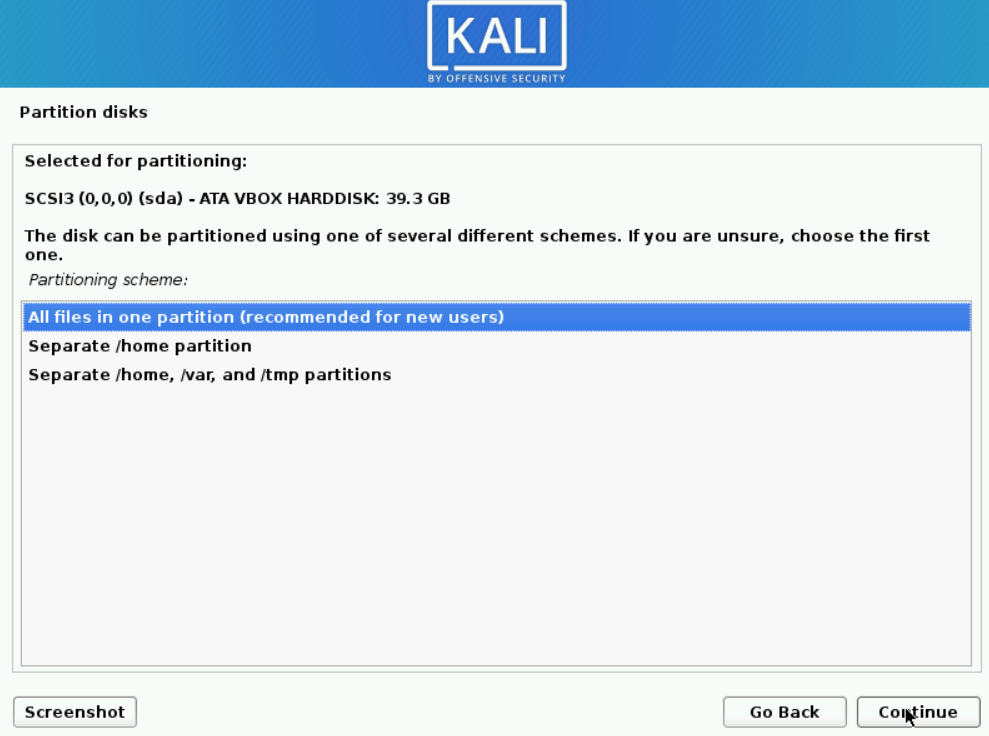 KALI
BY OFFENSIVE SECURITY
Partition disks
Selected for partitioning:
SCSI3 (0,0,0) (sda) - ATA VBOX HARDDISK: 39.3 GB
The disk can be partitioned using one of several different schemes. If you are unsure, choose the first
one.
Partitioning scheme:
All files in one partition (recommended for new users)
Separate /home partition
Separate /home, /var, and /tmp partitions
Screenshot
Go Back
Continue